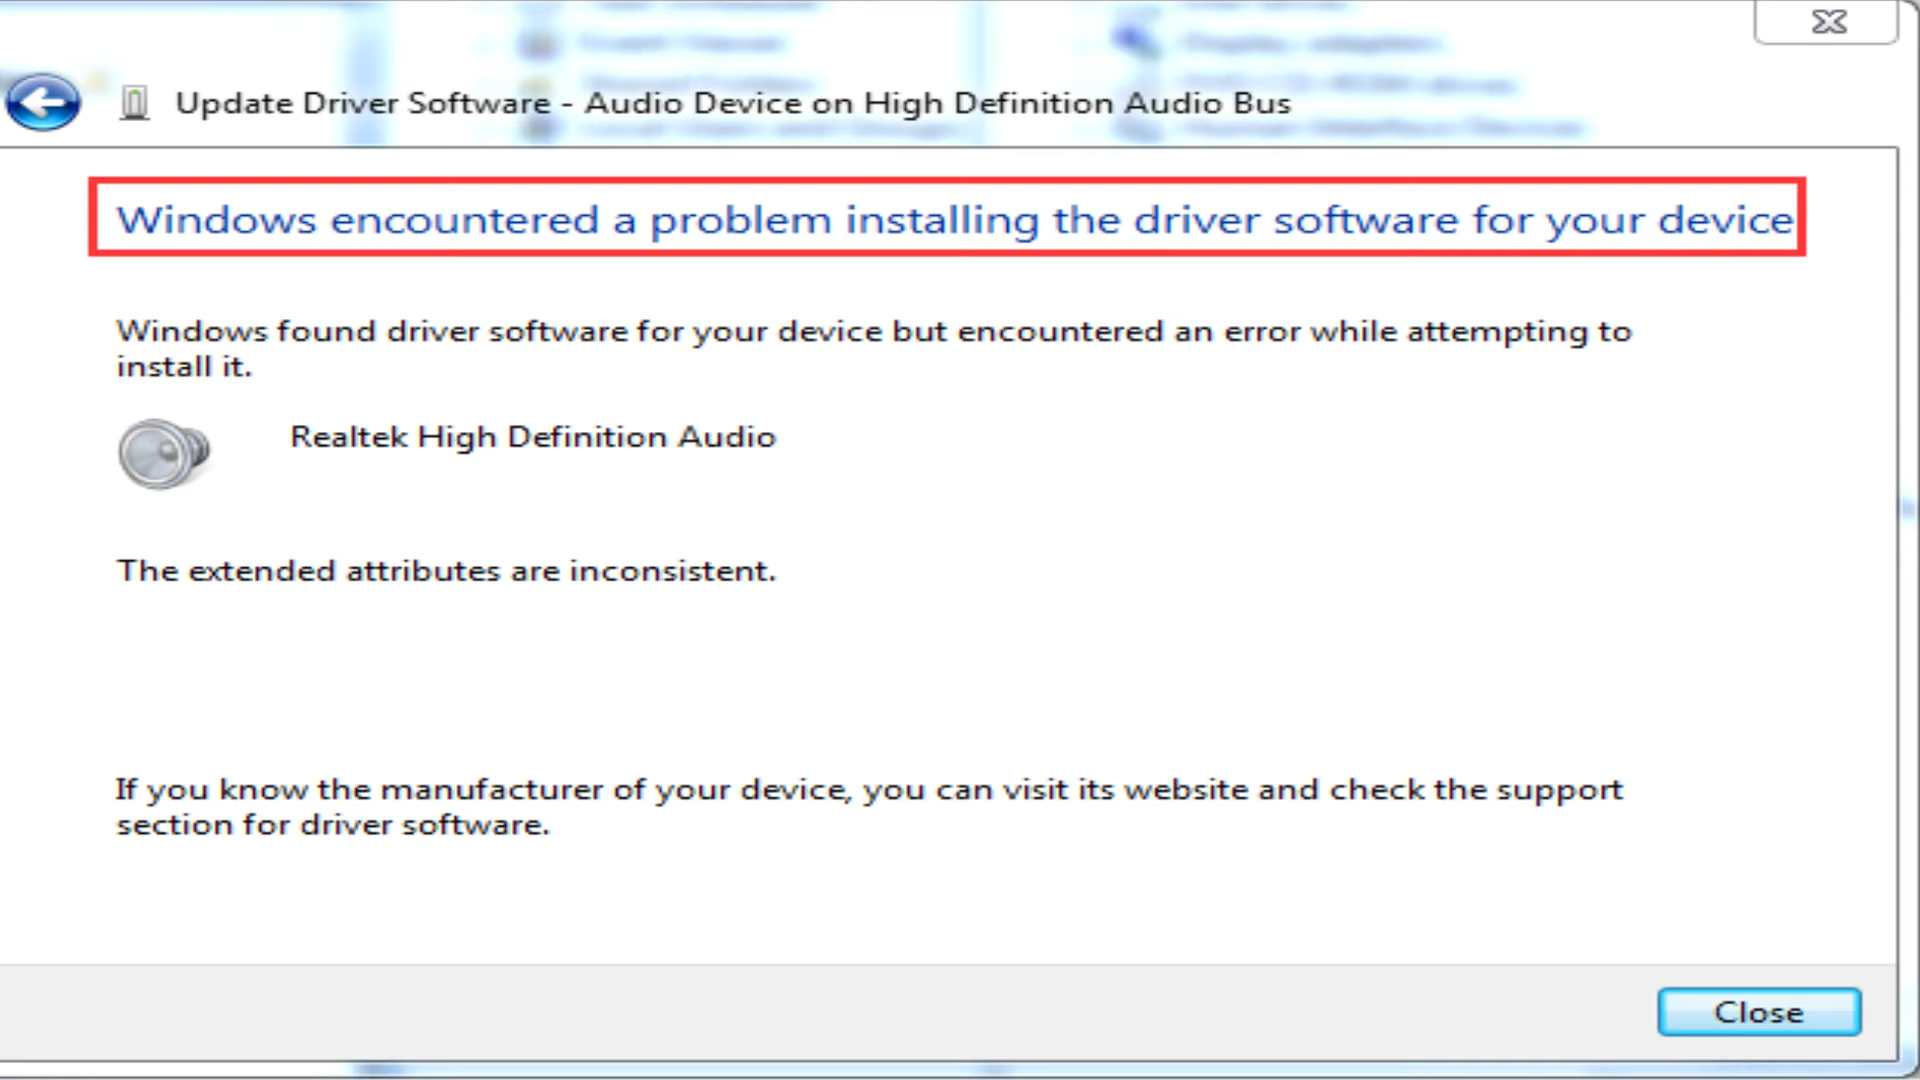 Update Driver Software - Audio Device on High Definition Audio Bus
Windows encountered a problem installing the driver software for your device
Windows found driver software for your device but encountered an error while attempting to
install it.
Realtek High Definition Audio
The extended attributes are inconsistent.
If you know the manufacturer of your device, you can visit its website and check the support
section for driver software.
Close